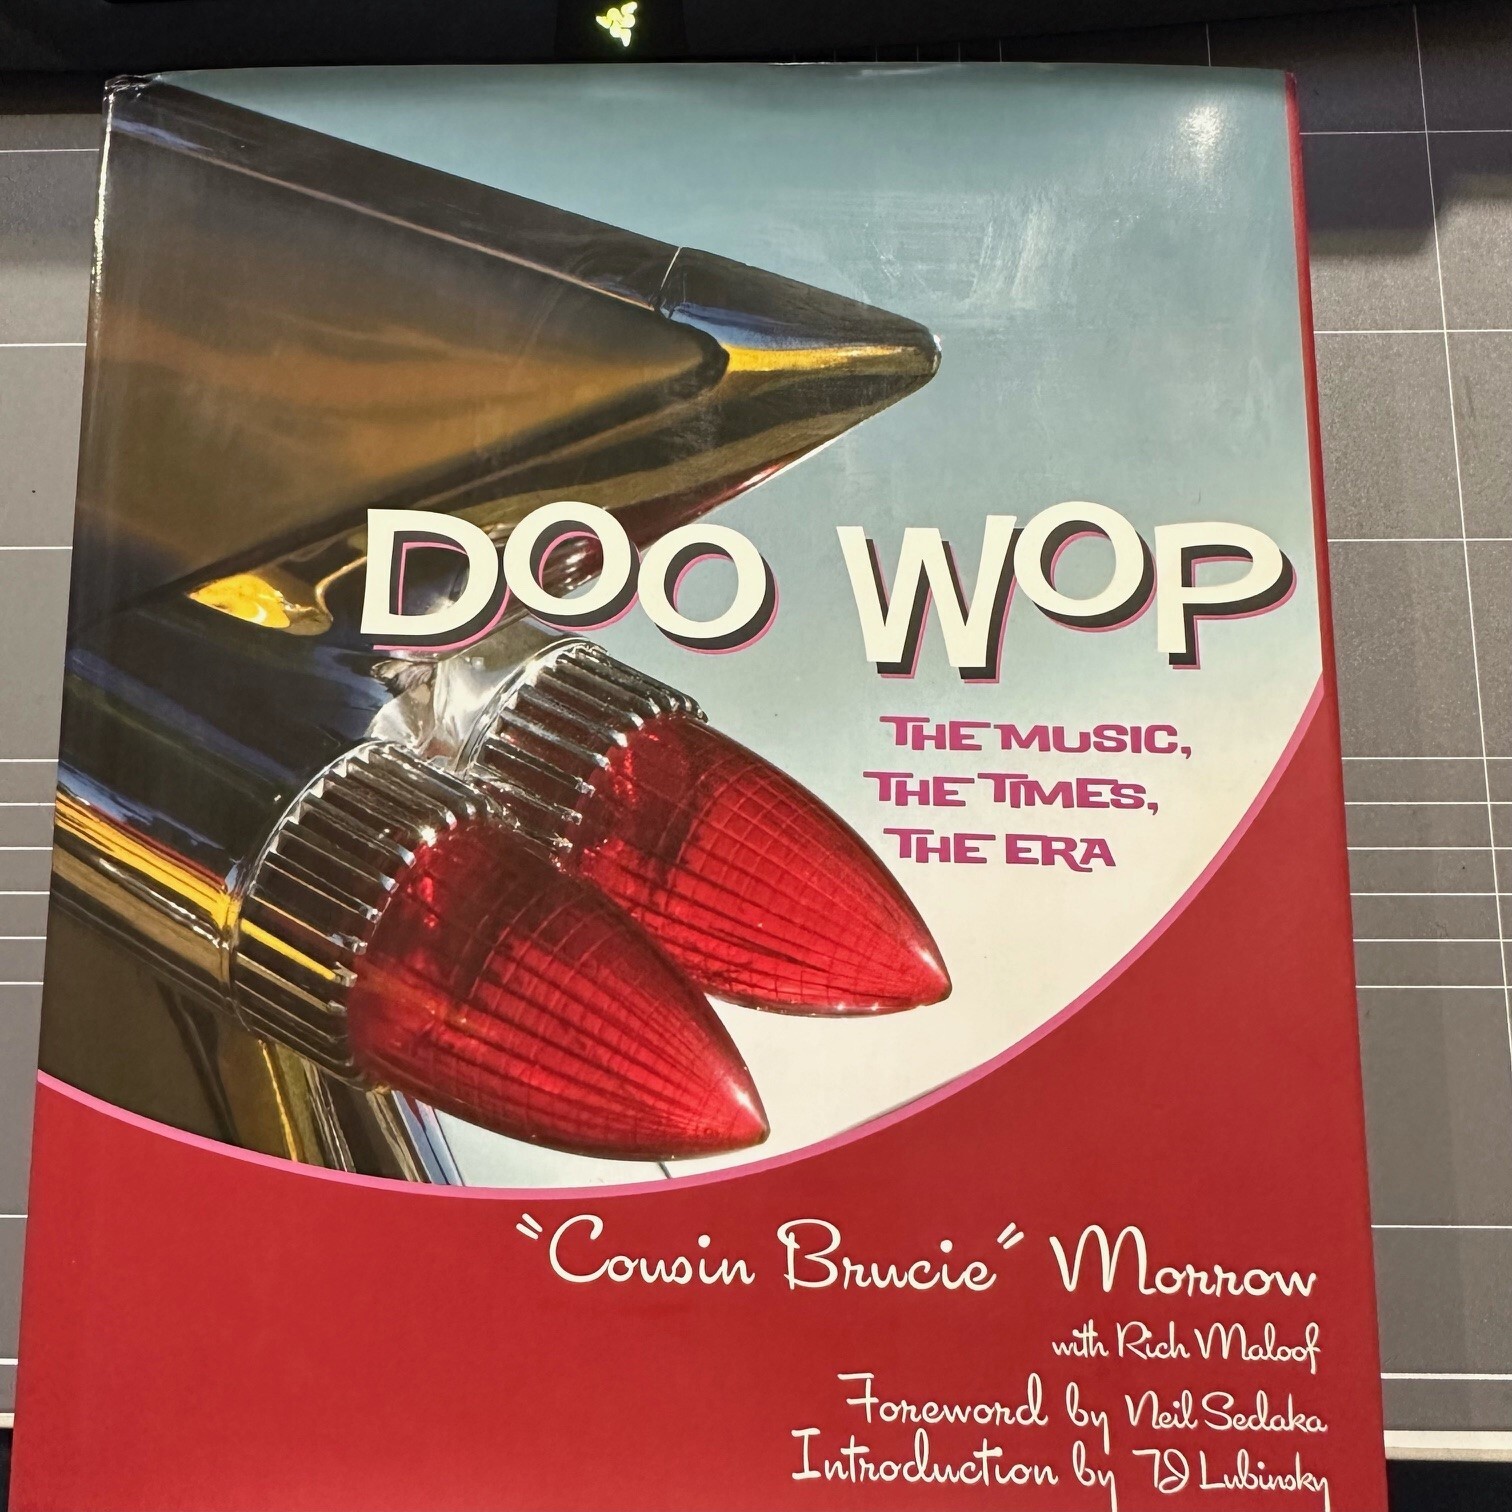 DOO WOP
THE MUSIC,
THE TIMES,
THE ERA
"Cousin Brucie" Morrow
with Rich Maloof
Foreword by Neil Sedaka
Introduction by TJ Lubinsky